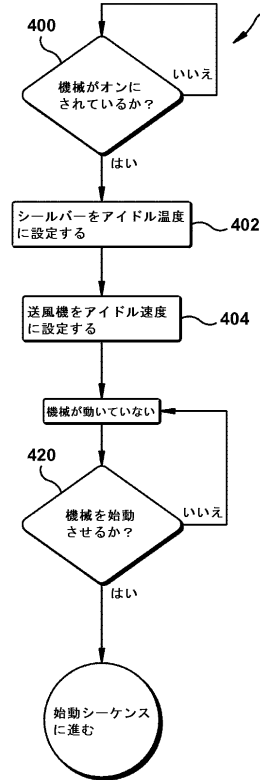 400
機械がオンに
されているか？
いいえ
はい
シールバーをアイドル温度
に設定する
402
送風機をアイドル速度
に設定する
404
機械が動いていない
420
機械を始動
させるか？
いいえ
はい
始動シーケンス
に進む